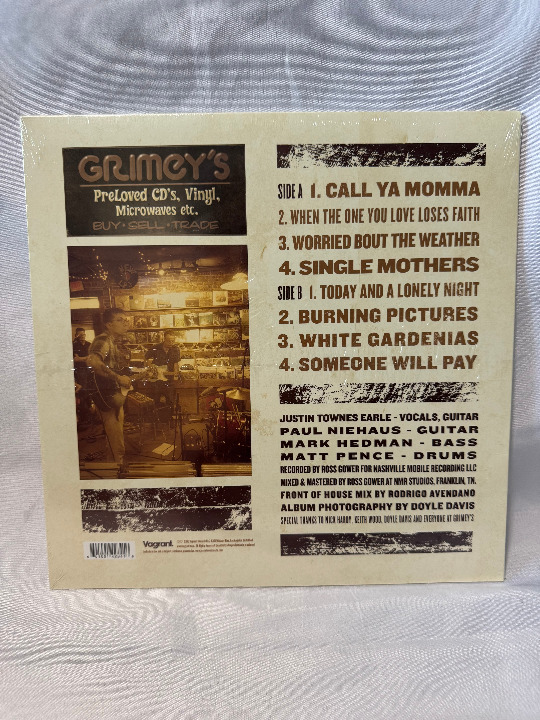 GRIMEY'S
PreLoved CD's, Vinyl,
Microwaves etc.
BUY • SELL • TRADE
SIDE A 1. CALL YA MOMMA
2. WHEN THE ONE YOU LOVE LOSES FAITH
3. WORRIED BOUT THE WEATHER
4. SINGLE MOTHERS
SIDE B 1. TODAY AND A LONELY NIGHT
2. BURNING PICTURES
3. WHITE GARDENIAS
4. SOMEONE WILL PAY
JUSTIN TOWNES EARLE - VOCALS, GUITAR
PAUL NIEHAUS - GUITAR
MARK HEDMAN - BASS
MATT PENCE - DRUMS
RECORDED BY ROSS GOWER FOR NASHVILLE MOBILE RECORDING LLC
MIXED & MASTERED BY ROSS GOWER AT NMR STUDIOS, FRANKLIN, TN.
FRONT OF HOUSE MIX BY RODRIGO AVENDANO
ALBUM PHOTOGRAPHY BY DOYLE DAVIS
SPECIAL THANKS TO NICK HARDY, KEITH WOOD, DOYLE DAVIS AND EVERYONE AT GRIMEY'S
Vagrant.